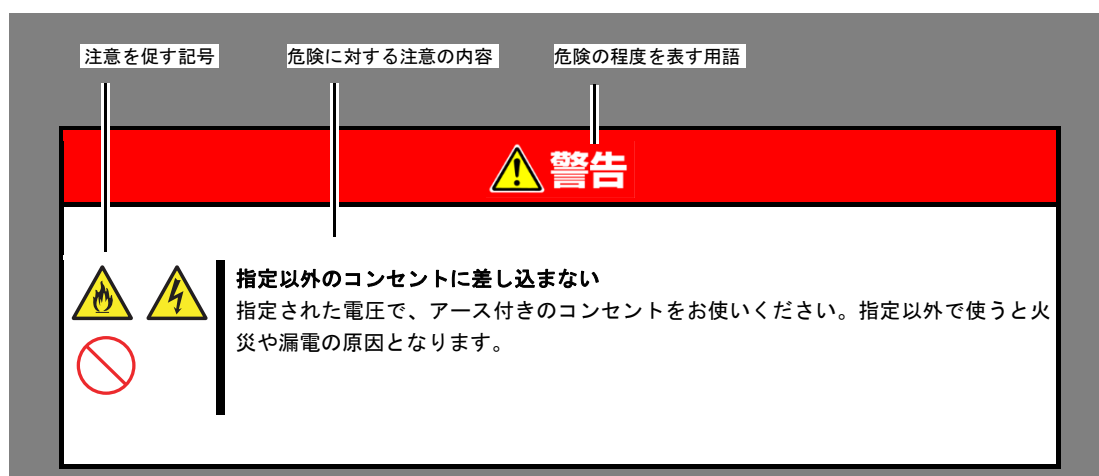 注意を促す記号
危険に対する注意の内容
危険の程度を表す用語
警告
指定以外のコンセントに差し込まない
指定された電圧で、アース付きのコンセントをお使いください。指定以外で使うと火
災や漏電の原因となります。